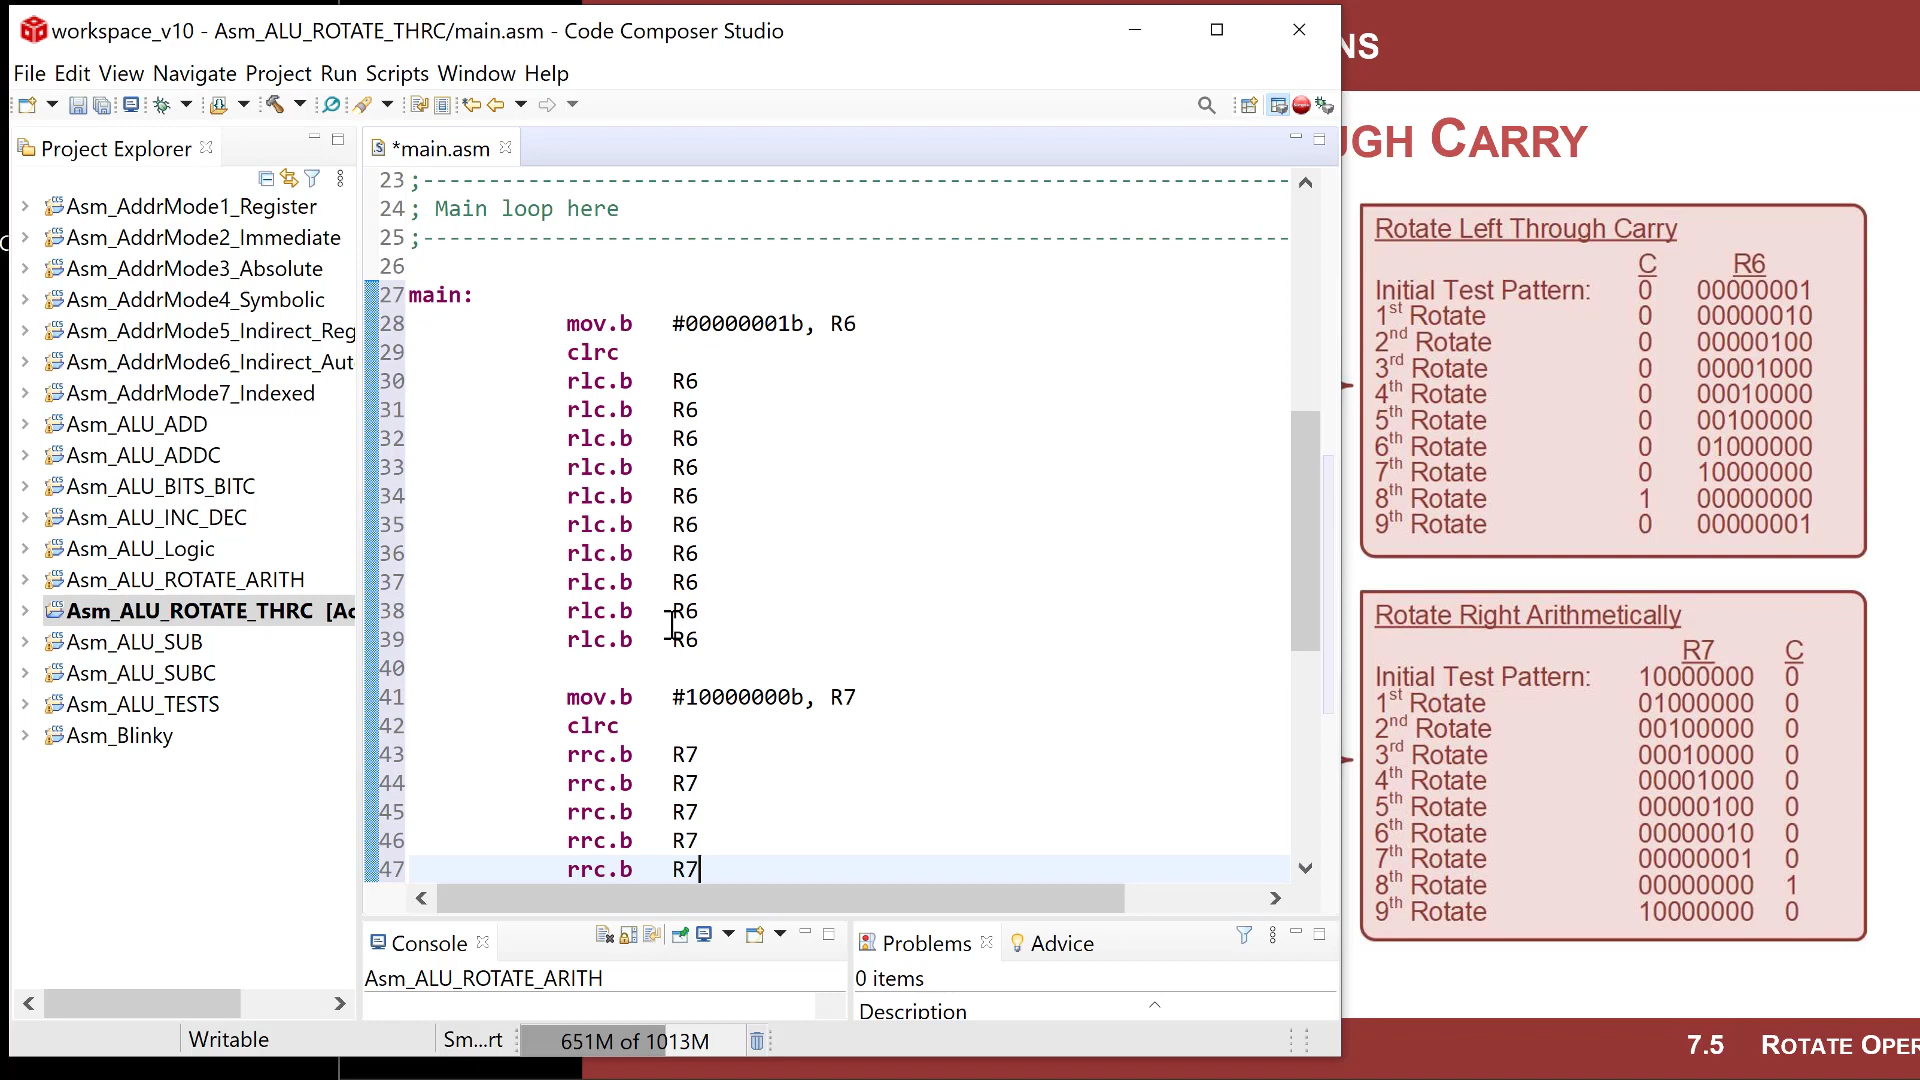 workspace_v10 - Asm_ALU_ROTATE_THRC/main.asm - Code Composer Studio
File Edit View Navigate Project Run Scripts Window Help
Project Explorer
Asm_AddrMode1_Register
Asm_AddrMode2_Immediate
Asm_AddrMode3_Absolute
Asm_AddrMode4_Symbolic
Asm_AddrMode5_Indirect_Reg
Asm_AddrMode6_Indirect_Aut
Asm_AddrMode7_Indexed
Asm_ALU_ADD
Asm_ALU_ADDC
Asm_ALU_BITS_BITC
Asm_ALU_INC_DEC
Asm_ALU_Logic
Asm_ALU_ROTATE_ARITH
Asm_ALU_ROTATE_THRC [Ac
Asm_ALU_SUB
Asm_ALU_SUBC
Asm_ALU_TESTS
Asm_Blinky
*main.asm
23 ;------------------------------------------------------------------
24 ; Main loop here
25 ;------------------------------------------------------------------
26
27 main:
28 mov.b #00000001b, R6
29 clrc
30 rlc.b R6
31 rlc.b R6
32 rlc.b R6
33 rlc.b R6
34 rlc.b R6
35 rlc.b R6
36 rlc.b R6
37 rlc.b R6
38 rlc.b R6
39 rlc.b R6
40
41 mov.b #10000000b, R7
42 clrc
43 rrc.b R7
44 rrc.b R7
45 rrc.b R7
46 rrc.b R7
47 rrc.b R7
Console
Asm_ALU_ROTATE_ARITH
Problems
Advice
0 items
Description
Writable
Sm...rt
651M of 1013M
NS
UGH CARRY
Rotate Left Through Carry
C R6
Initial Test Pattern: 0 00000001
1st Rotate 0 00000010
2nd Rotate 0 00000100
3rd Rotate 0 00001000
4th Rotate 0 00010000
5th Rotate 0 00100000
6th Rotate 0 01000000
7th Rotate 0 10000000
8th Rotate 1 00000000
9th Rotate 0 00000001
Rotate Right Arithmetically
R7 C
Initial Test Pattern: 10000000 0
1st Rotate 01000000 0
2nd Rotate 00100000 0
3rd Rotate 00010000 0
4th Rotate 00001000 0
5th Rotate 00000100 0
6th Rotate 00000010 0
7th Rotate 00000001 0
8th Rotate 00000000 1
9th Rotate 10000000 0
7.5 ROTATE OPER